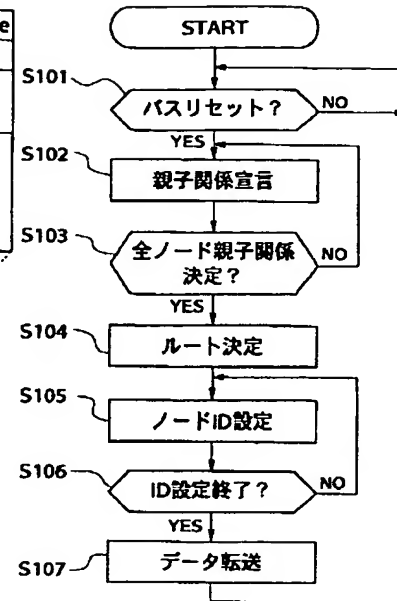 e
START
S101
バスリセット？
NO
YES
S102
親子関係宣言
S103
全ノード親子関係
決定？
NO
YES
S104
ルート決定
S105
ノードID設定
S106
ID設定終了？
NO
YES
S107
データ転送